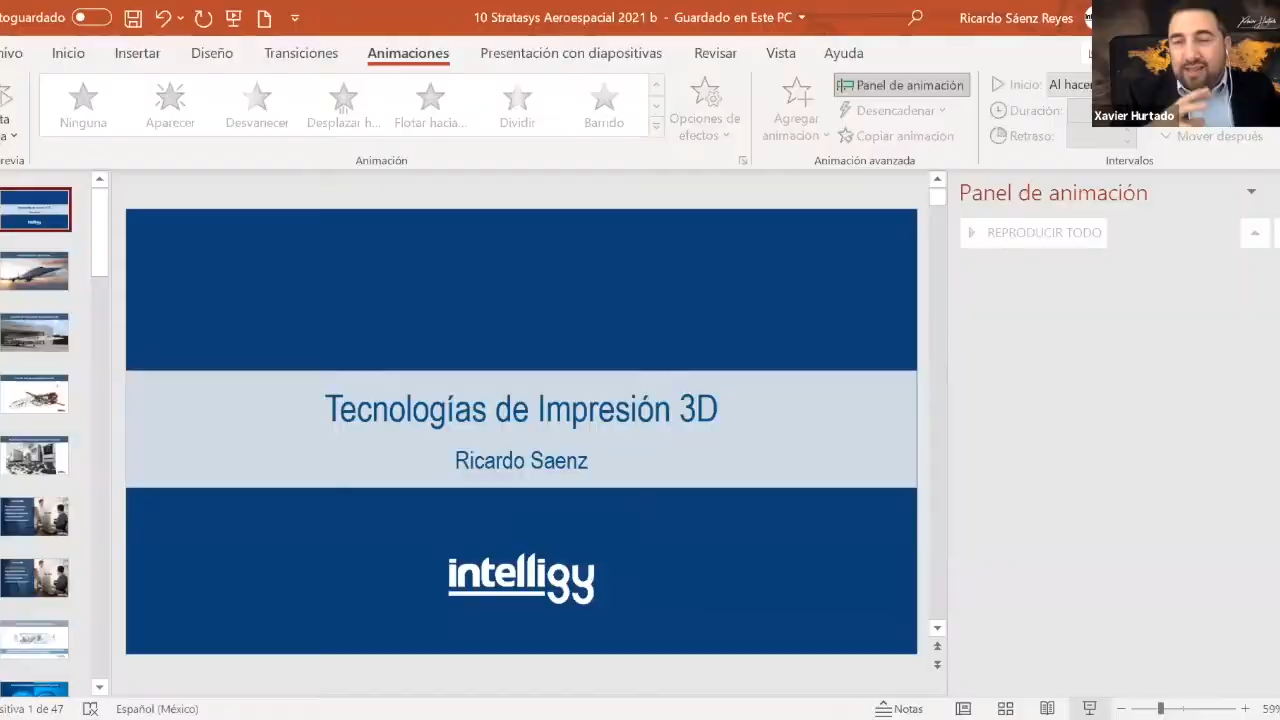 toguardado
10 Stratasys Aeroespacial 2021 b - Guardado en Este PC
Ricardo Sáenz Reyes
Xavier Hurtado
hivo Inicio Insertar Diseño Transiciones Animaciones Presentación con diapositivas Revisar Vista Ayuda
Ninguna Aparecer Desvanecer Desplazar h... Flotar hacia... Dividir Barrido
Opciones de
efectos
Agregar
animación
Panel de animación
Desencadenar
Copiar animación
Inicio: Al hacer
Duración:
Retraso:
Mover después
revia
Animación
Animación avanzada
Intervalos
Panel de animación
REPRODUCIR TODO
Tecnologías de Impresión 3D
Ricardo Saenz
intelligy
sitiva 1 de 47
Español (México)
Notas
59%